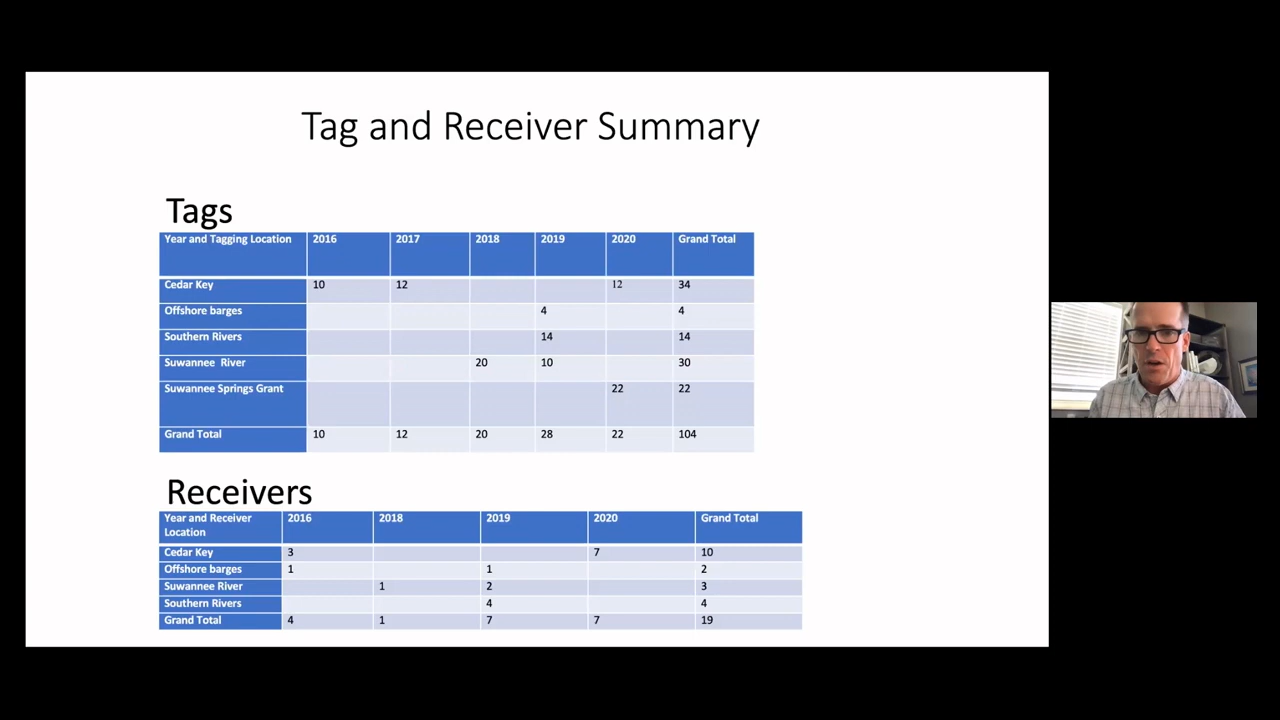 Tag and Receiver Summary
Tags
Year and Tagging Location 2016 2017 2018 2019 2020 Grand Total
Cedar Key 10 12 12 34
Offshore barges 4 4
Southern Rivers 14 14
Suwannee River 20 10 30
Suwannee Springs Grant 22 22
Grand Total 10 12 20 28 22 104
Receivers
Year and Receiver
Location 2016 2018 2019 2020 Grand Total
Cedar Key 3 7 10
Offshore barges 1 1 2
Suwannee River 1 2 3
Southern Rivers 4 4
Grand Total 4 1 7 7 19